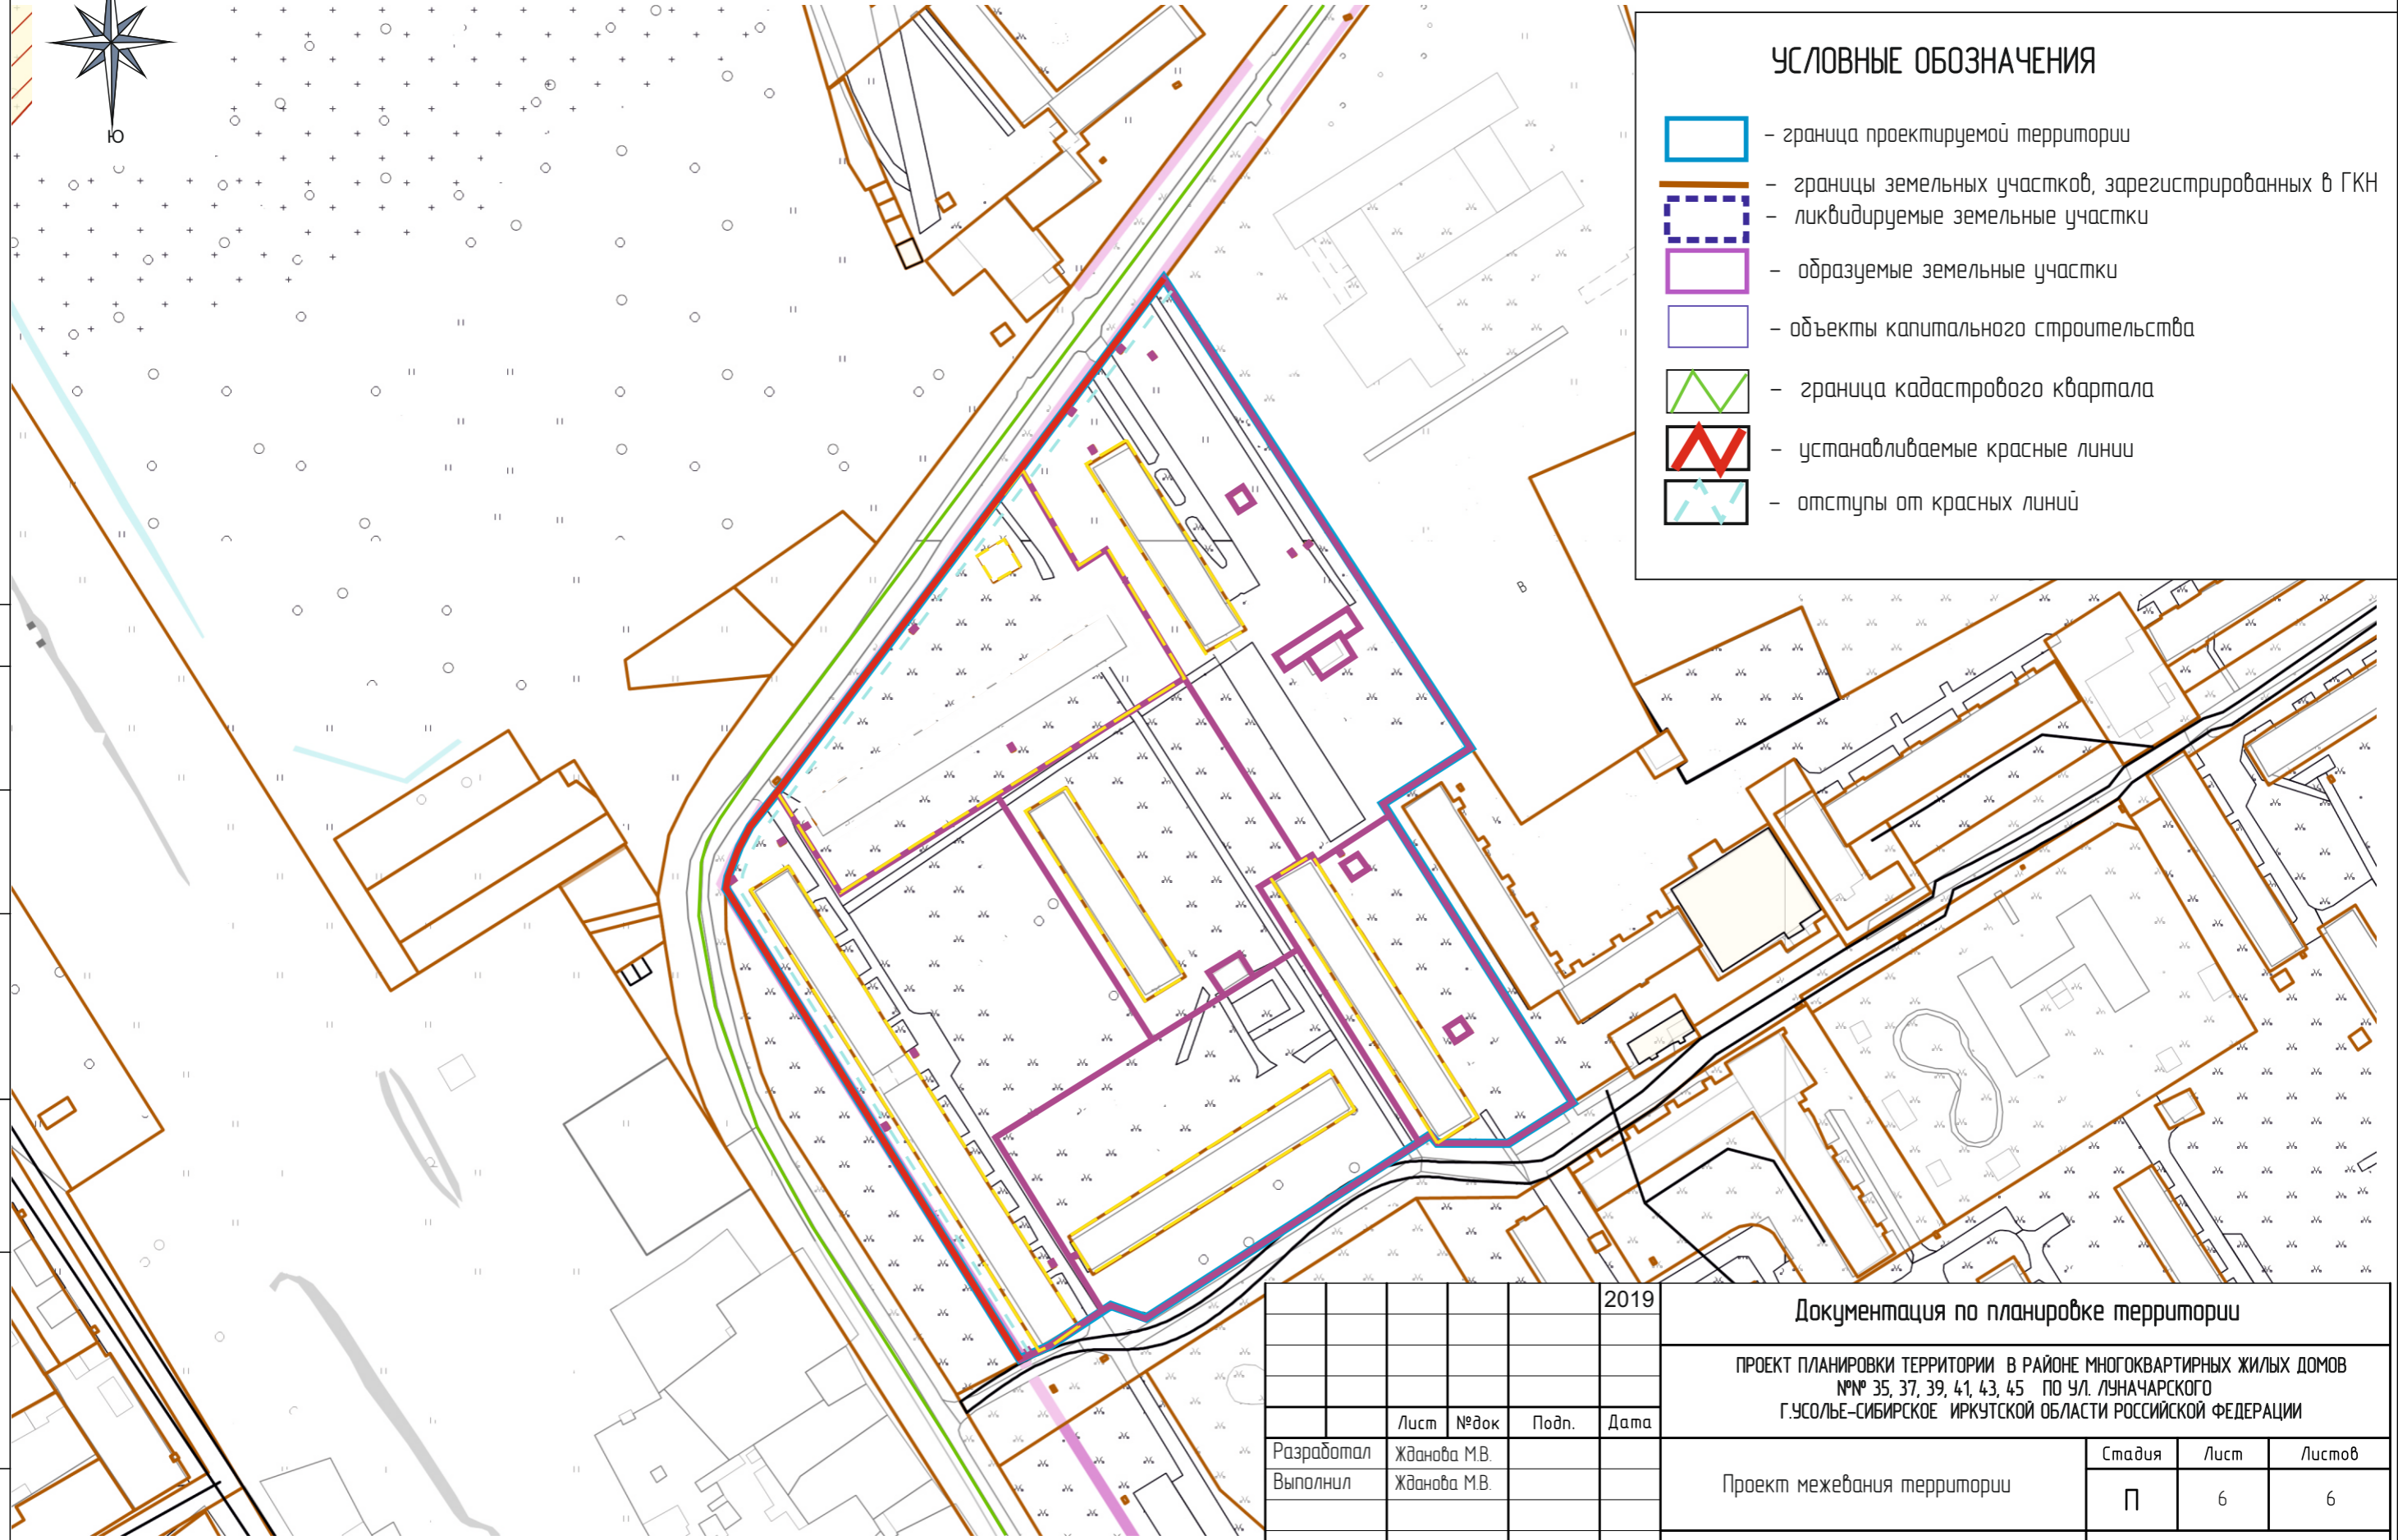 Ю
УСЛОВНЫЕ ОБОЗНАЧЕНИЯ
– граница проектируемой территории
– границы земельных участков, зарегистрированных в ГКН
– ликвидируемые земельные участки
– образуемые земельные участки
– объекты капитального строительства
– граница кадастрового квартала
– устанавливаемые красные линии
– отступы от красных линий
В
2019
Документация по планировке территории
ПРОЕКТ ПЛАНИРОВКИ ТЕРРИТОРИИ В РАЙОНЕ МНОГОКВАРТИРНЫХ ЖИЛЫХ ДОМОВ
№№ 35, 37, 39, 41, 43, 45 ПО УЛ. ЛУНАЧАРСКОГО
Г.УСОЛЬЕ-СИБИРСКОЕ ИРКУТСКОЙ ОБЛАСТИ РОССИЙСКОЙ ФЕДЕРАЦИИ
Лист №док Подп. Дата
Разработал Жданова М.В.
Выполнил Жданова М.В.
Проект межевания территории
Стадия Лист Листов
П 6 6